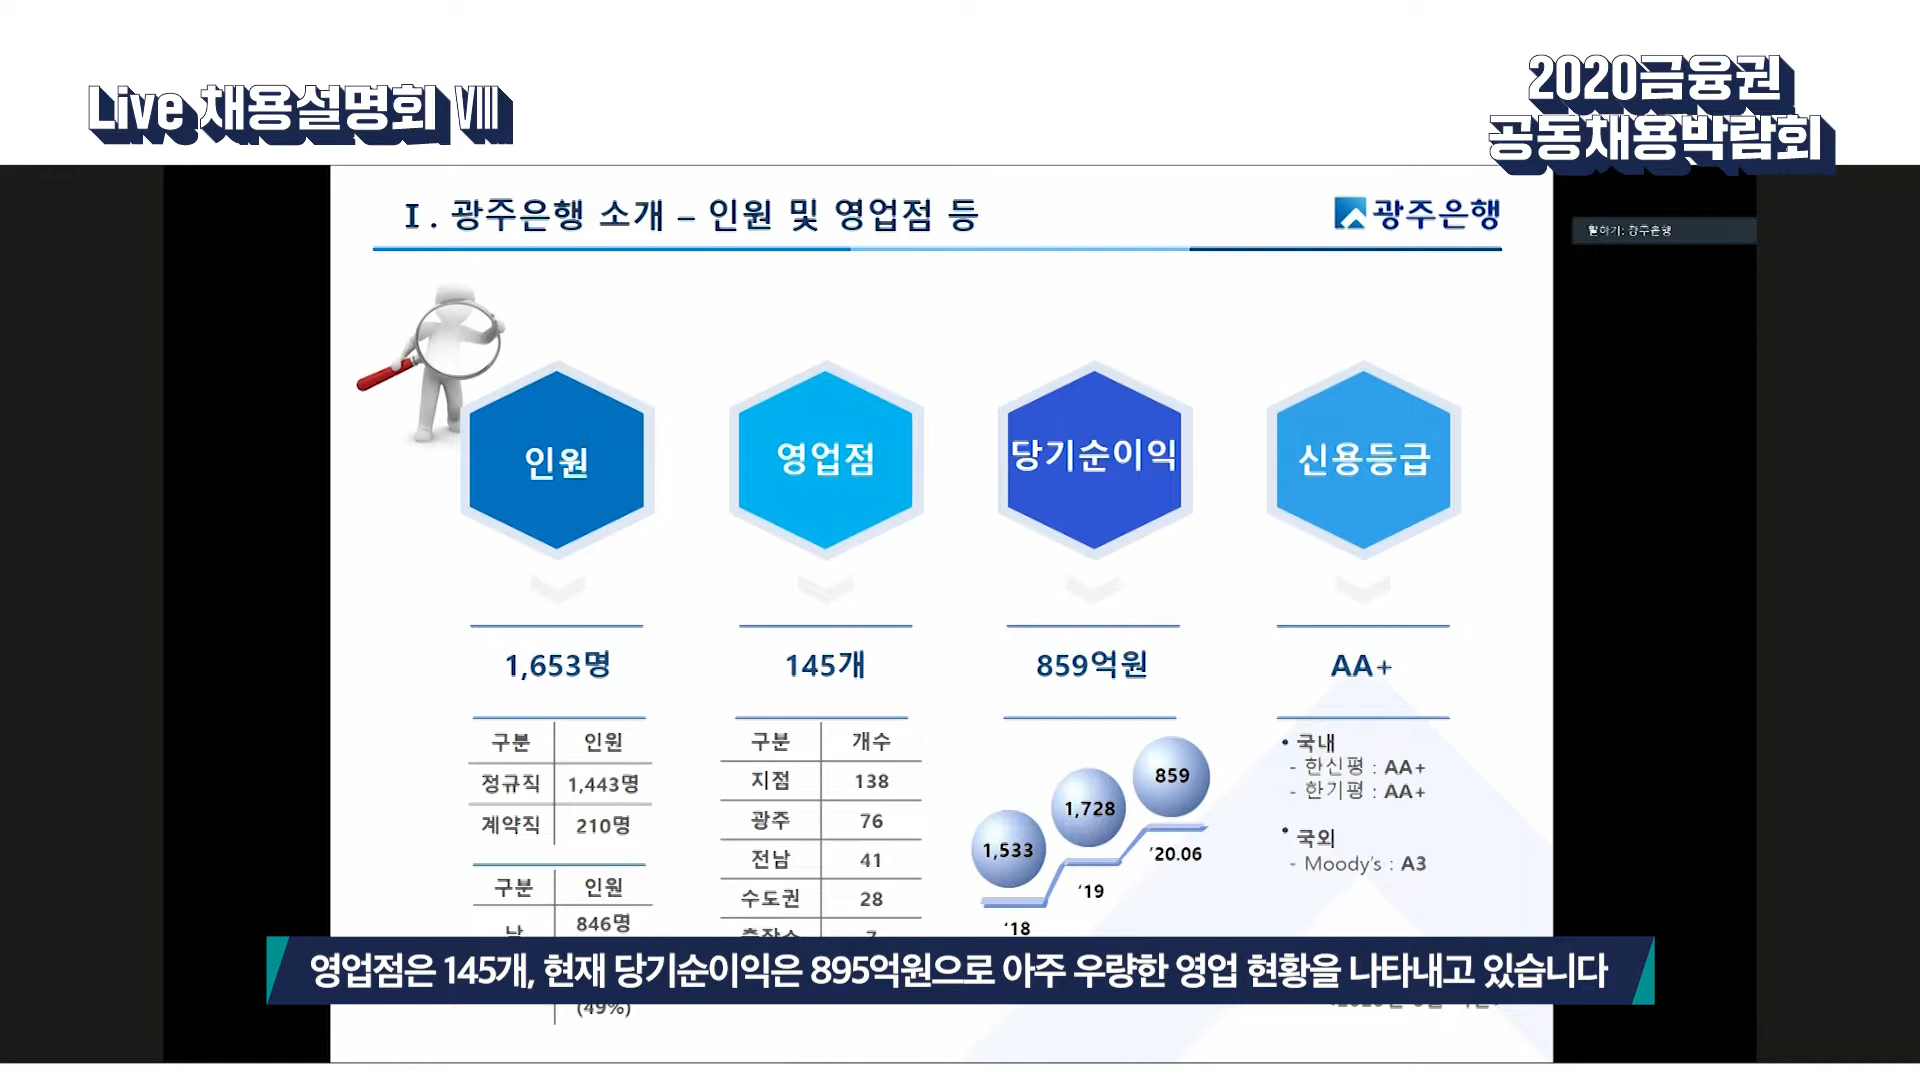 Live 채용설명회 Ⅷ
2020금융권
공동채용박람회
Ⅰ. 광주은행 소개 – 인원 및 영업점 등
광주은행
말하기: 광주은행
인원
영업점
당기순이익
신용등급
1,653명
145개
859억원
AA+
구분 인원
정규직 1,443명
계약직 210명
구분 인원
846명
(49%)
구분 개수
지점 138
광주 76
전남 41
수도권 28
1,533
1,728
859
'18
'19
'20.06
• 국내
- 한신평 : AA+
- 한기평 : AA+
• 국외
- Moody's : A3
영업점은 145개, 현재 당기순이익은 895억원으로 아주 우량한 영업 현황을 나타내고 있습니다